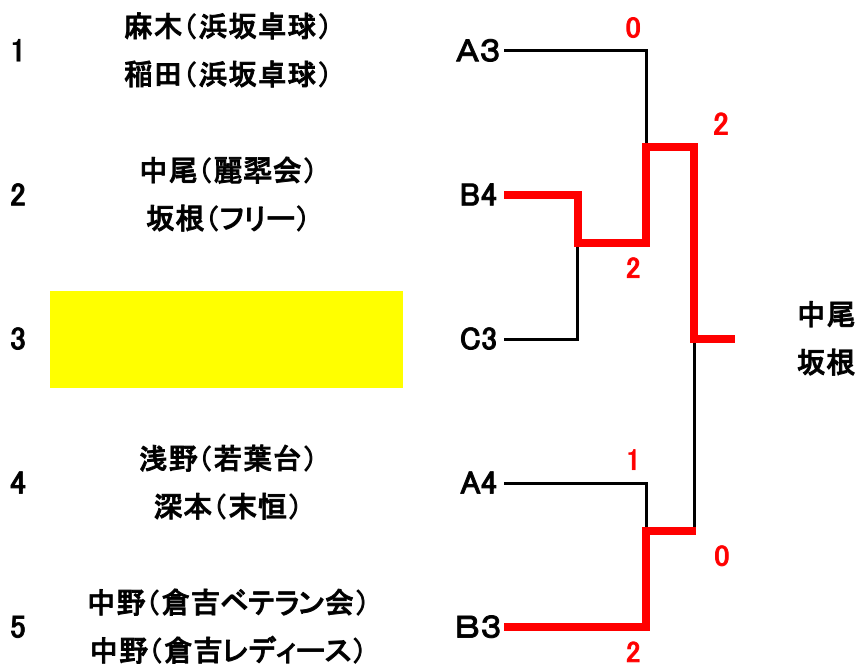 1
麻木（浜坂卓球）
稲田（浜坂卓球）
A3
0
2
2
中尾（麗翆会）
坂根（フリー）
B4
2
3
C3
中尾
坂根
4
浅野（若葉台）
深本（末恒）
A4
1
0
5
中野（倉吉ベテラン会）
中野（倉吉レディース）
B3
2